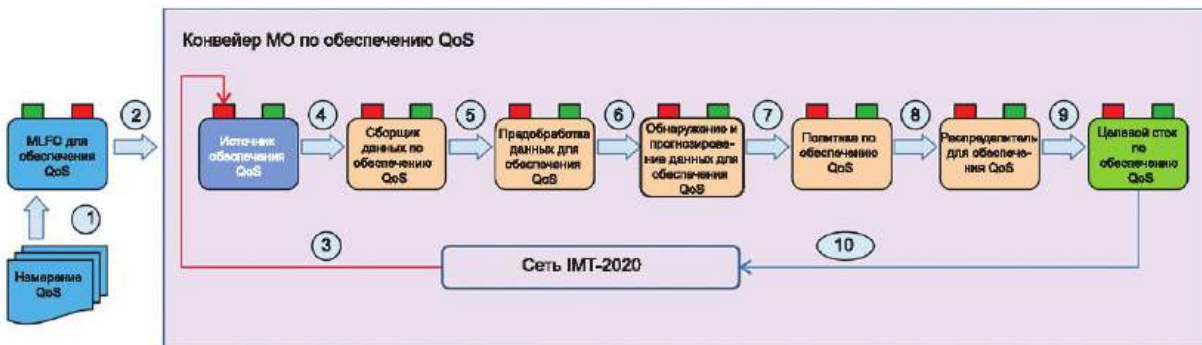 Конвейер МО по обеспечению QoS
MLFO для
обеспечения
QoS
2
Источник
обеспечения
QoS
4
Сборщик
данных по
обеспечению
QoS
5
Предобработка
данных для
обеспечения
QoS
6
Обнаружение и
прогнозирова-
ние данных для
обеспечения
QoS
7
Политика по
обеспечению
QoS
8
Распределитель
для обеспече-
ния QoS
9
Целевой сток
по
обеспечению
QoS
1
Намерение
QoS
3
Сеть IMT-2020
10